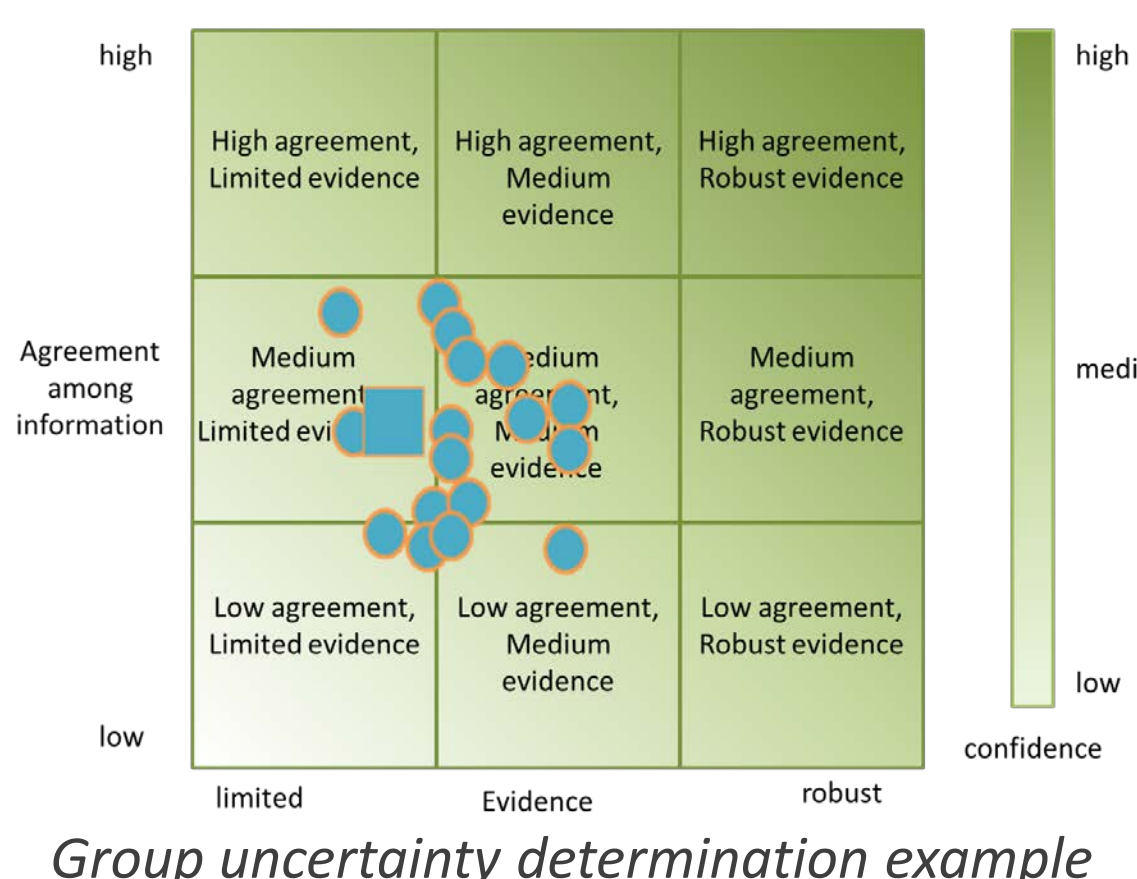 high
High agreement,
Limited evidence
High agreement,
Medium
evidence
High agreement,
Robust evidence
high
Agreement
among
information
Medium
agreement
Limited evi
edium
agreement,
evidence
Medium
agreement,
Robust evidence
medi
Low agreement,
Limited evidence
Low agreement,
Medium
evidence
Low agreement,
Robust evidence
low
low
confidence
limited
Evidence
robust
Group uncertainty determination example